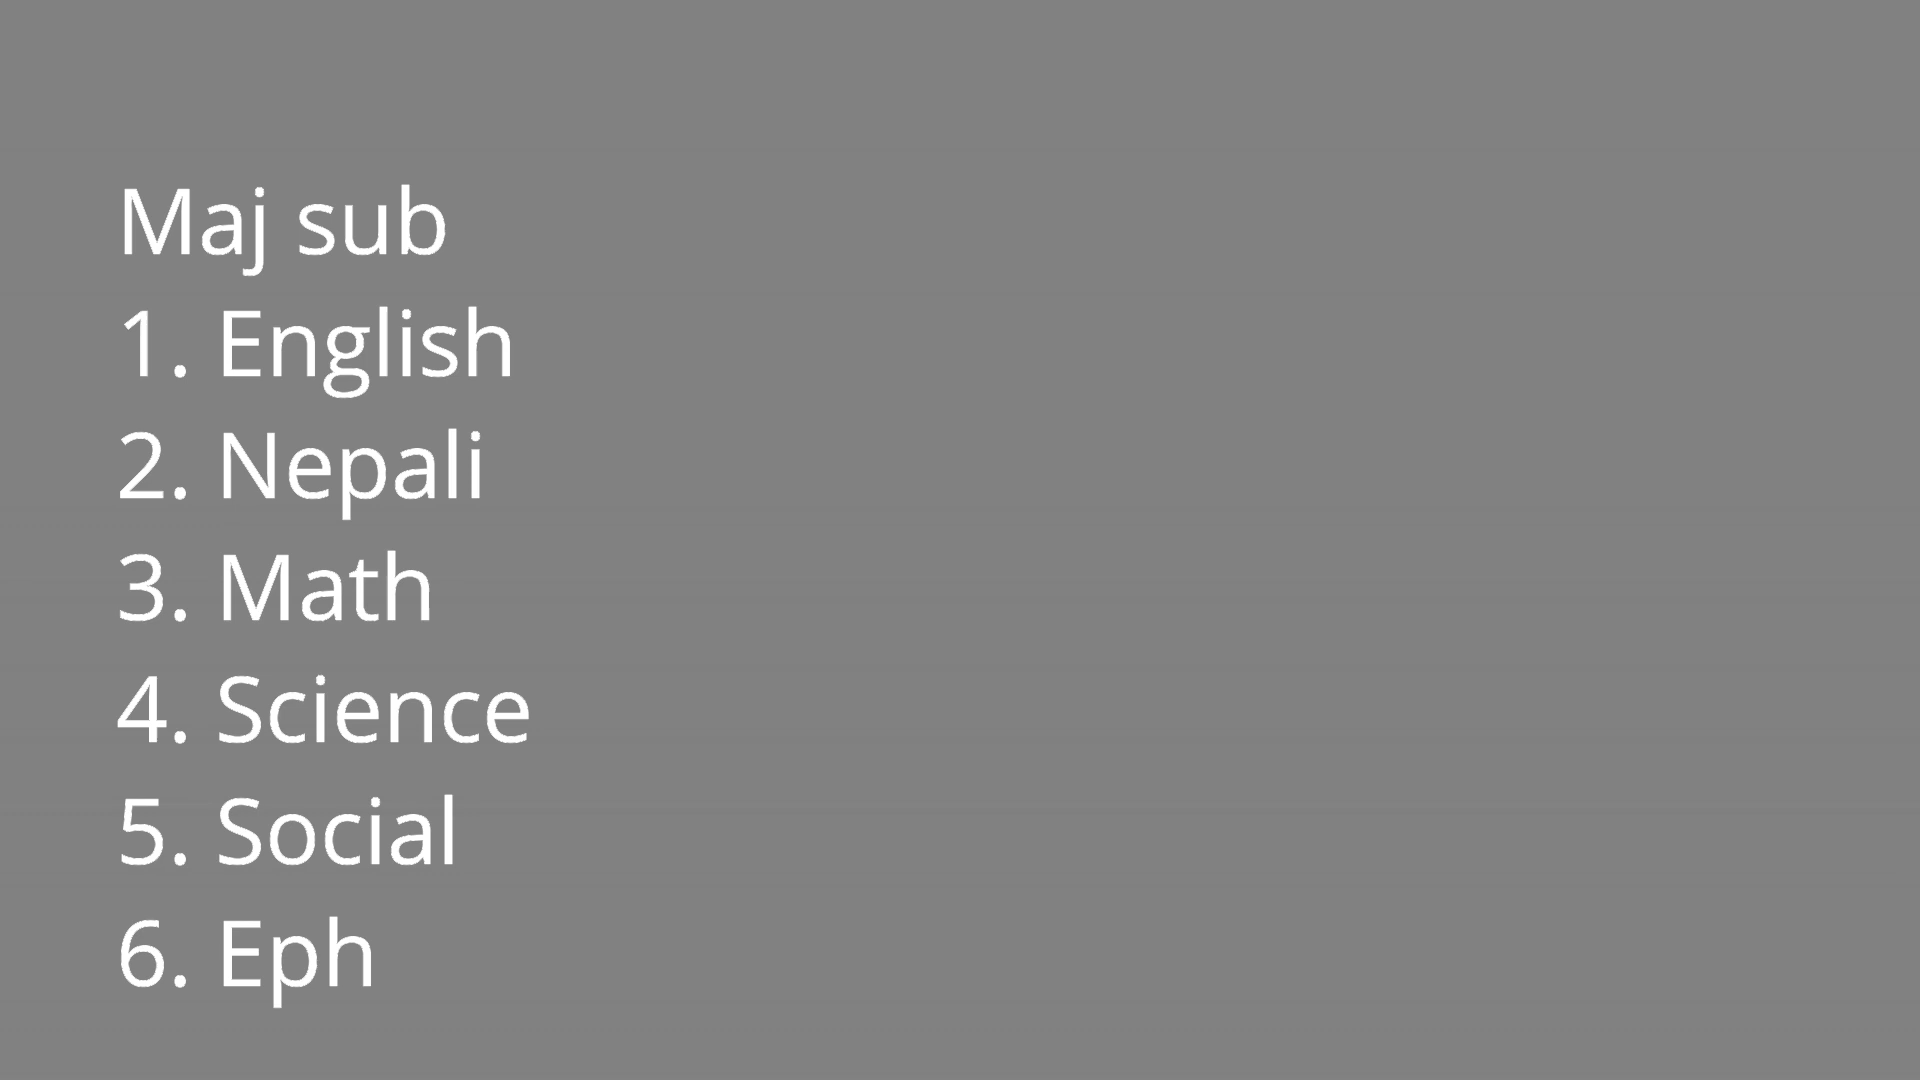 Maj sub
1. English
2. Nepali
3. Math
4. Science
5. Social
6. Eph